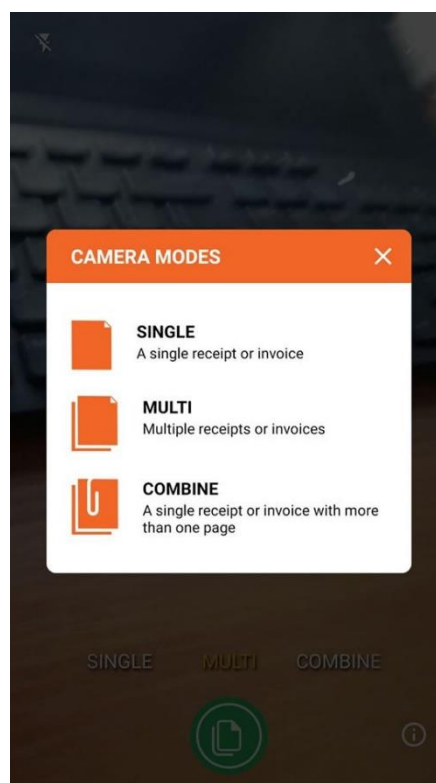 CAMERA MODES
SINGLE
A single receipt or invoice
MULTI
Multiple receipts or invoices
COMBINE
A single receipt or invoice with more
than one page
SINGLE MULTI COMBINE